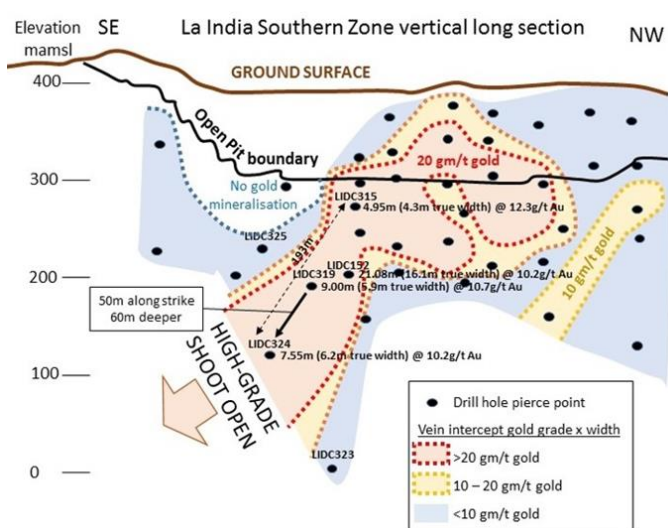 Elevation
mamsl
SE
La India Southern Zone vertical long section
NW
GROUND SURFACE
400
Open Pit boundary
20 gm/t gold
300
No gold
mineralisation
LIDC315
4.95m (4.3m true width) @ 12.3g/t Au
LIDC325
193m
10 gm/t gold
LIDC152
21.08m (16.1m true width) @ 10.2g/t Au
200
LIDC319
9.00m (5.9m true width) @ 10.7g/t Au
50m along strike
60m deeper
LIDC324
7.55m (6.2m true width) @ 10.2g/t Au
HIGH-GRADE
SHOOT OPEN
100
LIDC323
0
Drill hole pierce point
Vein intercept gold grade x width
>20 gm/t gold
10 – 20 gm/t gold
<10 gm/t gold